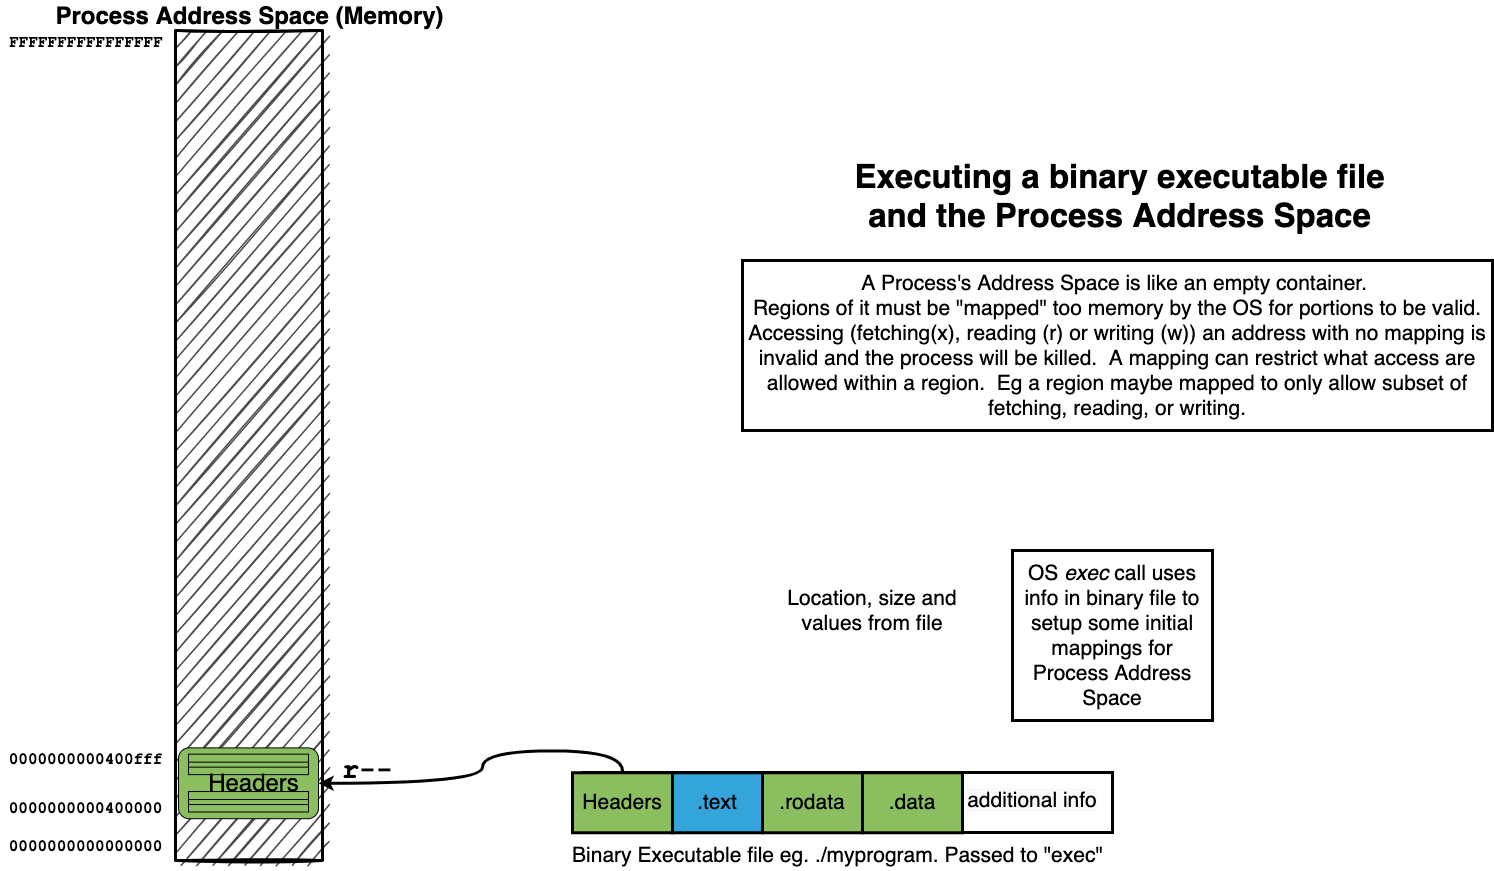 Process Address Space (Memory)
FFFFFFFFFFFFFFFF
Executing a binary executable file
and the Process Address Space
A Process's Address Space is like an empty container.
Regions of it must be "mapped" too memory by the OS for portions to be valid.
Accessing (fetching(x), reading (r) or writing (w)) an address with no mapping is
invalid and the process will be killed.  A mapping can restrict what access are
allowed within a region.  Eg a region maybe mapped to only allow subset of
fetching, reading, or writing.
Location, size and
values from file
OS exec call uses
info in binary file to
setup some initial
mappings for
Process Address
Space
0000000000400fff
Headers
r--
0000000000400000
0000000000000000
Headers
.text
.rodata
.data
additional info
Binary Executable file eg. ./myprogram. Passed to "exec"